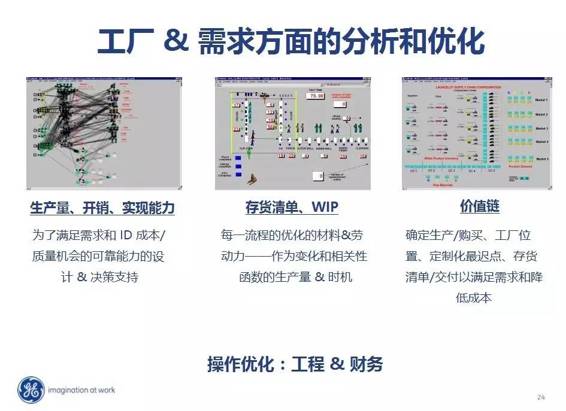 工厂 & 需求方面的分析和优化
生产量、开销、实现能力
为了满足需求和 ID 成本/
质量机会的可靠能力的设
计 & 决策支持
存货清单、WIP
每一流程的优化的材料&劳
动力——作为变化和相关性
函数的生产量 & 时机
价值链
确定生产/购买、工厂位
置、定制化最迟点、存货
清单/交付以满足需求和降
低成本
操作优化：工程 & 财务
imagination at work
24